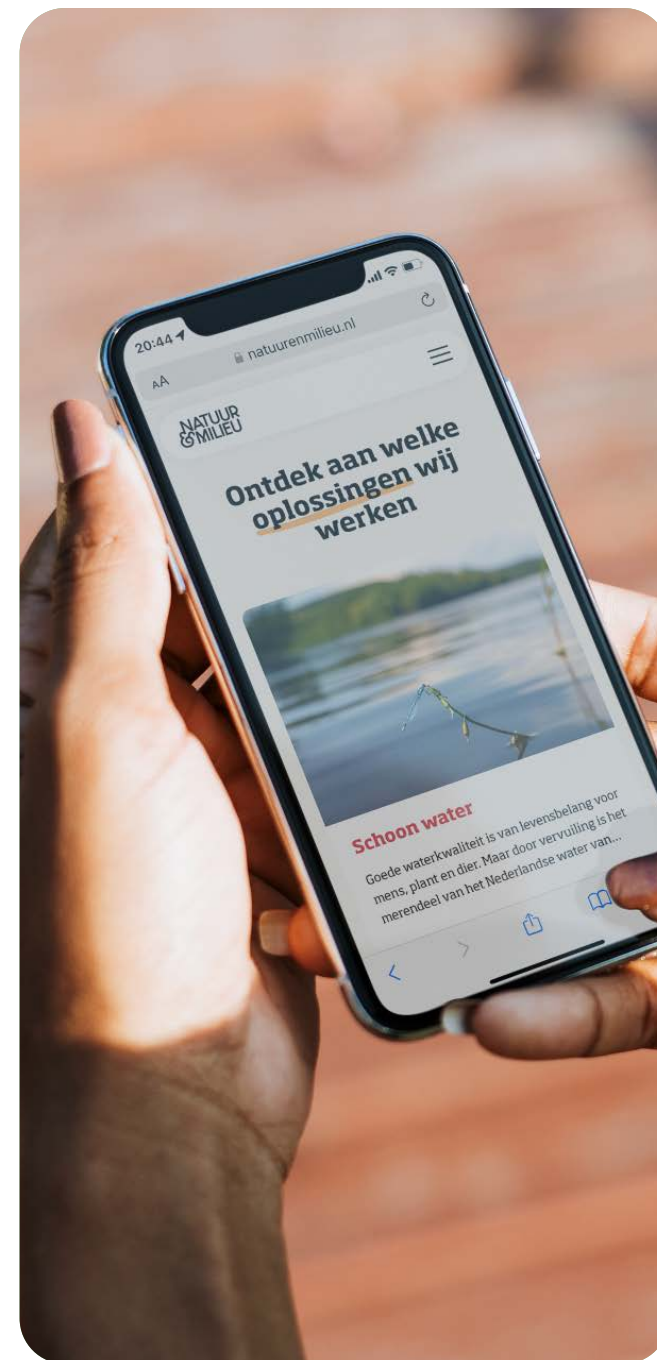 20:44
AA natuurenmilieu.nl
NATUUR
&MILIEU
Ontdek aan welke
oplossingen wij
werken
Schoon water
Goede waterkwaliteit is van levensbelang voor
mens, plant en dier. Maar door vervuiling is het
merendeel van het Nederlandse water van...